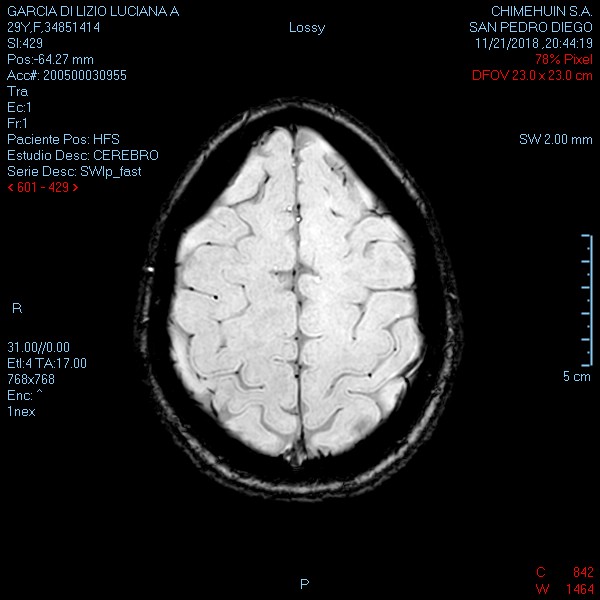 GARCIA DI LIZIO LUCIANA A
29Y,F,34851414
SI:429
Pos:-64.27 mm
Acc#: 200500030955
Tra
Ec:1
Fr:1
Paciente Pos: HFS
Estudio Desc: CEREBRO
Serie Desc: SWIp_fast
< 601 - 429 >
Lossy
CHIMEHUIN S.A.
SAN PEDRO DIEGO
11/21/2018 ,20:44:19
78% Pixel
DFOV 23.0 x 23.0 cm
SW 2.00 mm
R
31.00//0.00
Etl:4 TA:17.00
768x768
Enc: ^
1nex
5 cm
P
C 842
W 1464